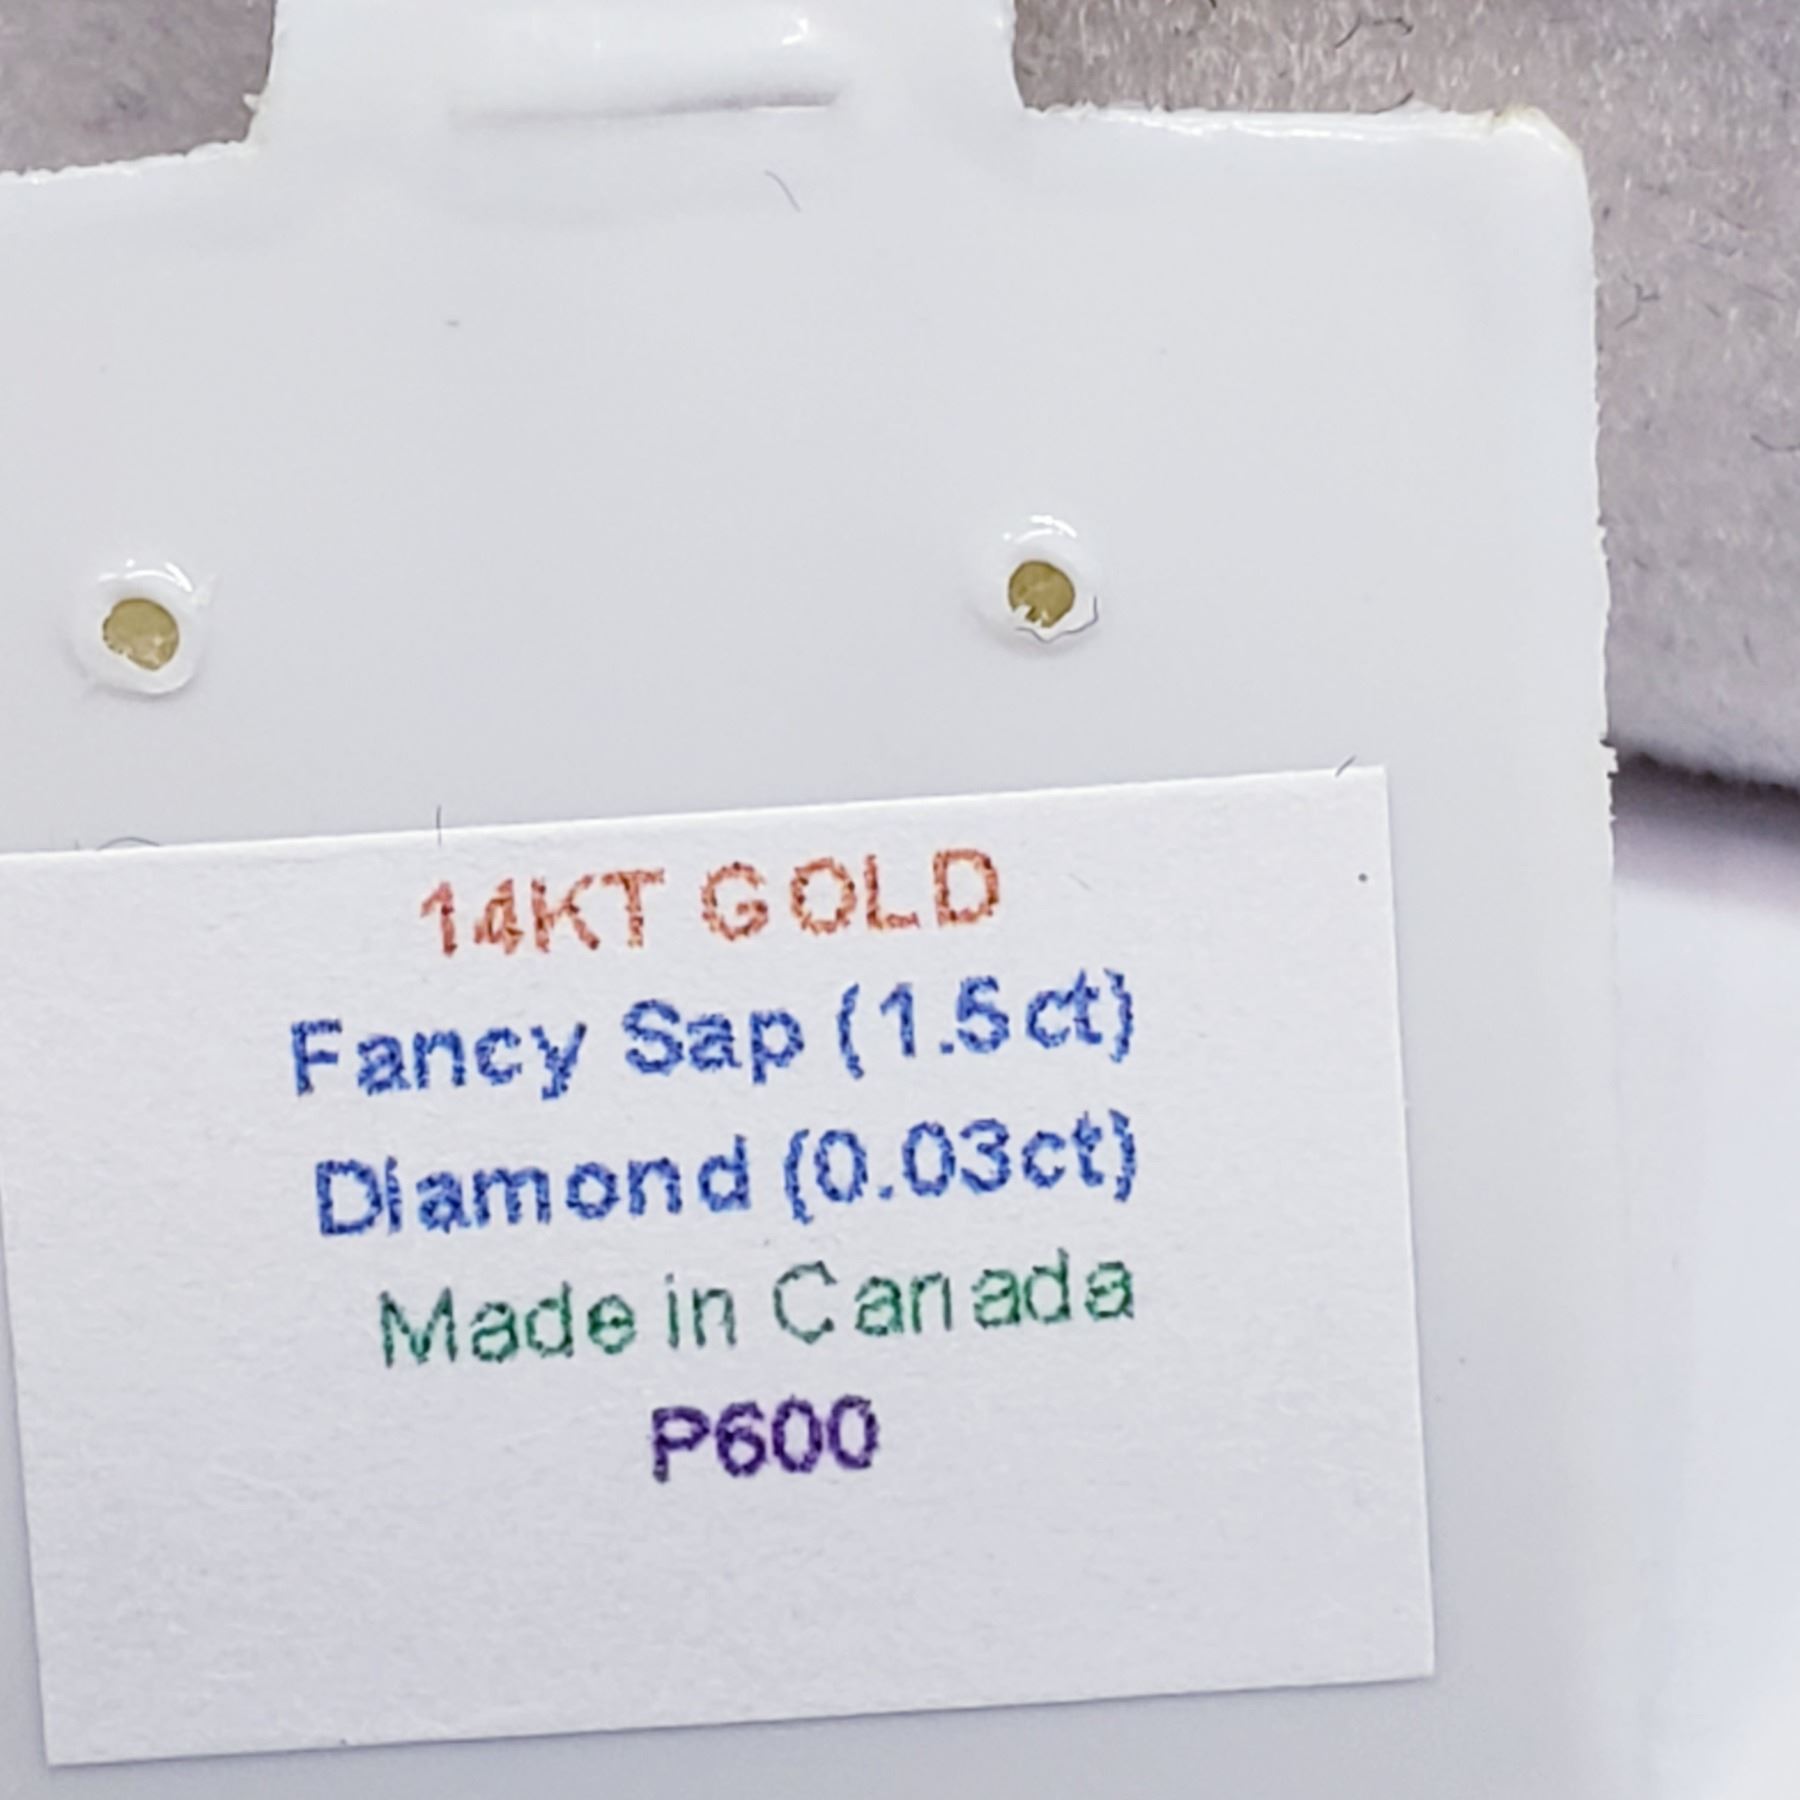 14KT GOLD
Fancy Sap (1.5ct)
Diamond (0.03ct)
Made in Canada
P600